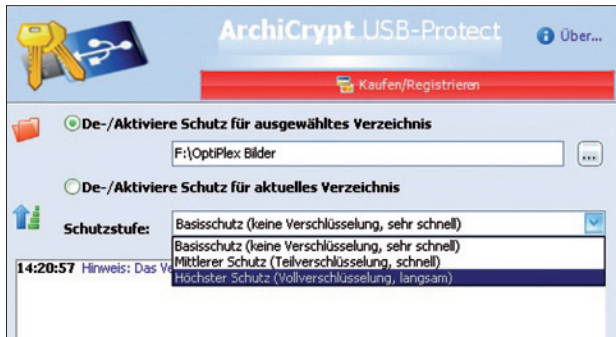 ArchiCrypt USB-Protect
Über...
Kaufen/Registrieren
De-/Aktiviere Schutz für ausgewähltes Verzeichnis
F:\OptiPlex Bilder
...
De-/Aktiviere Schutz für aktuelles Verzeichnis
Schutzstufe:
Basisschutz (keine Verschlüsselung, sehr schnell)
Basisschutz (keine Verschlüsselung, sehr schnell)
Mittlerer Schutz (Teilverschlüsselung, schnell)
Höchster Schutz (Vollverschlüsselung, langsam)
14:20:57 Hinweis: Das Ve